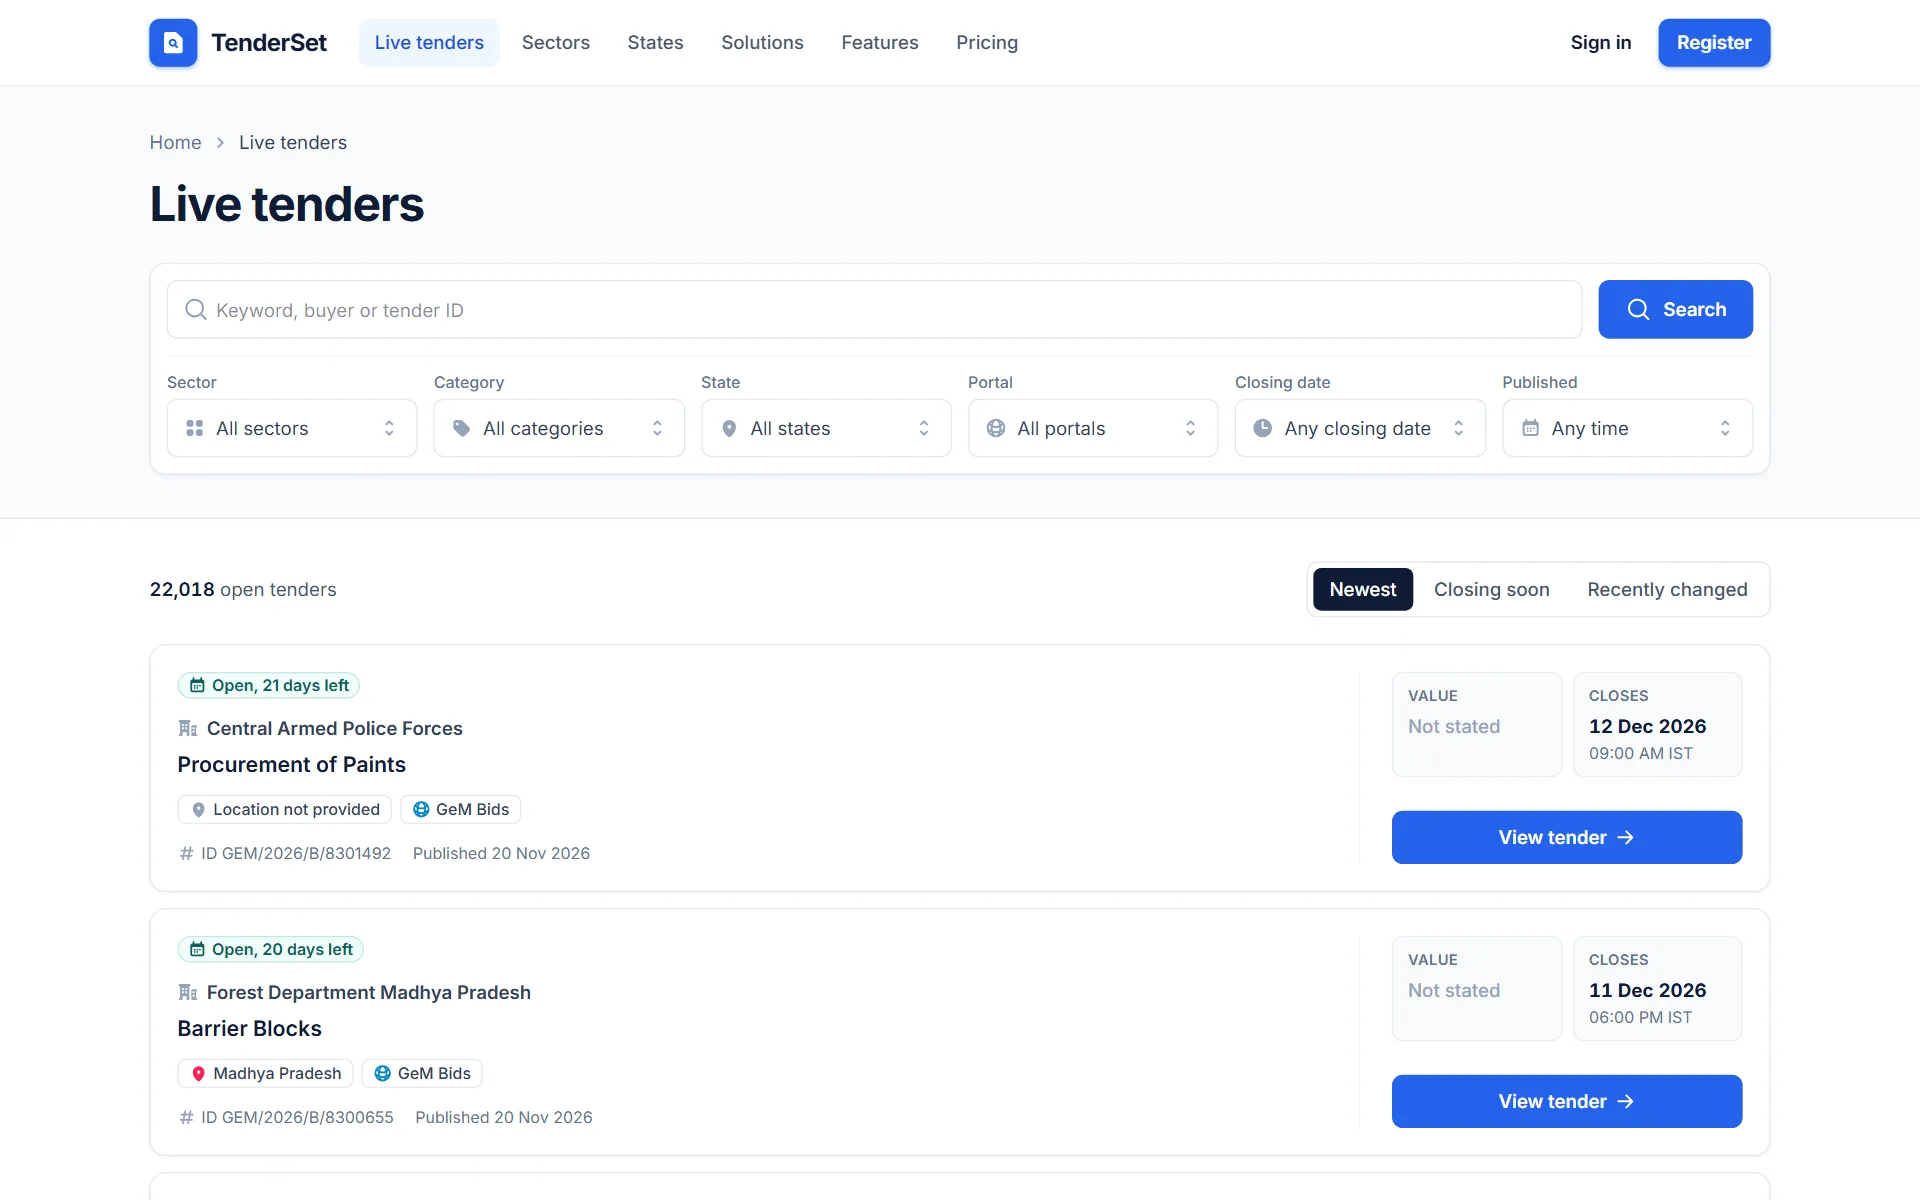 TenderSet
Live tenders
Sectors
States
Solutions
Features
Pricing
Sign in
Register
Home
Live tenders
Live tenders
Keyword, buyer or tender ID
Search
Sector
Category
State
Portal
Closing date
Published
All sectors
All categories
All states
All portals
Any closing date
Any time
22,018 open tenders
Newest
Closing soon
Recently changed
Open, 21 days left
Central Armed Police Forces
Procurement of Paints
Location not provided
GeM Bids
# ID GEM/2026/B/8301492
Published 20 Nov 2026
VALUE
Not stated
CLOSES
12 Dec 2026
09:00 AM IST
View tender →
Open, 20 days left
Forest Department Madhya Pradesh
Barrier Blocks
Madhya Pradesh
GeM Bids
# ID GEM/2026/B/8300655
Published 20 Nov 2026
VALUE
Not stated
CLOSES
11 Dec 2026
06:00 PM IST
View tender →